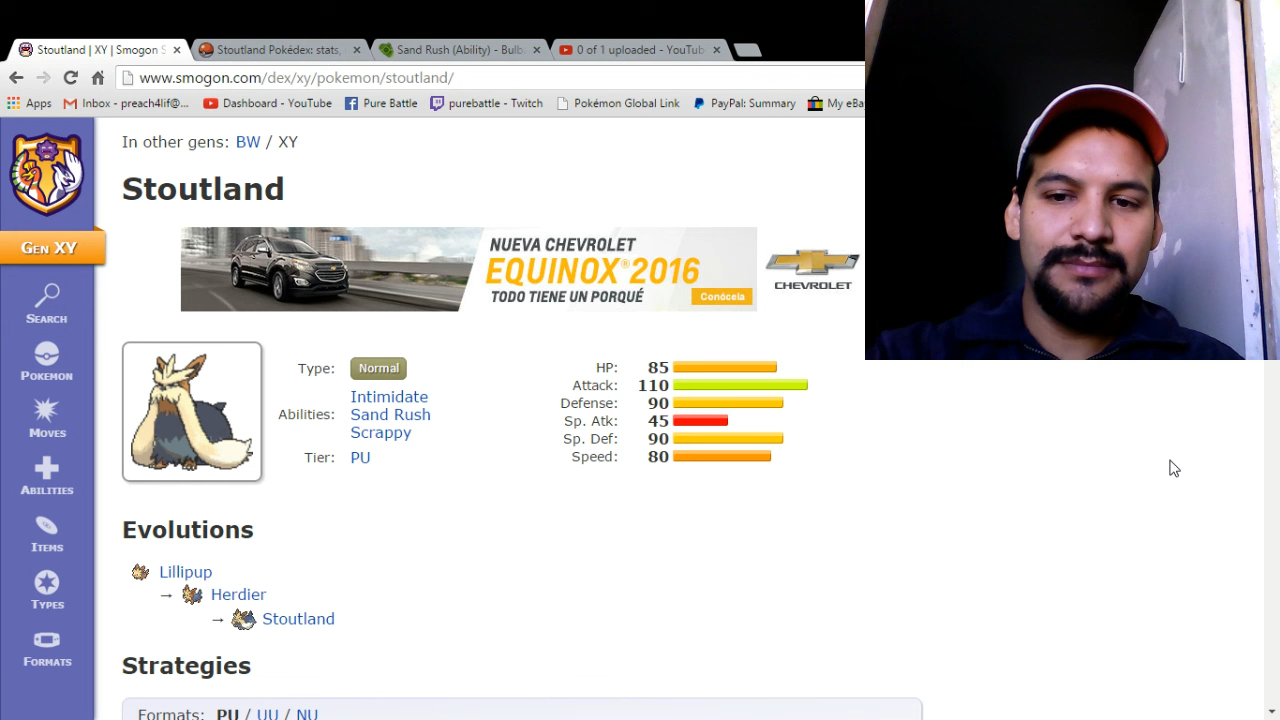 Stoutland | XY | Smogon S
Stoutland Pokédex: stats,
Sand Rush (Ability) - Bulb
0 of 1 uploaded - YouTub
www.smogon.com/dex/xy/pokemon/stoutland/
Apps
Inbox - preach4lif@...
Dashboard - YouTube
Pure Battle
purebattle - Twitch
Pokémon Global Link
PayPal: Summary
My eBa
In other gens: BW / XY
Stoutland
NUEVA CHEVROLET
EQUINOX® 2016
TODO TIENE UN PORQUÉ
Conócela
CHEVROLET
GEN XY
SEARCH
POKEMON
MOVES
ABILITIES
ITEMS
TYPES
FORMATS
Type: Normal
Abilities: Intimidate
Sand Rush
Scrappy
Tier: PU
HP: 85
Attack: 110
Defense: 90
Sp. Atk: 45
Sp. Def: 90
Speed: 80
Evolutions
Lillipup
→ Herdier
→ Stoutland
Strategies
Formats: PU / UU / NU